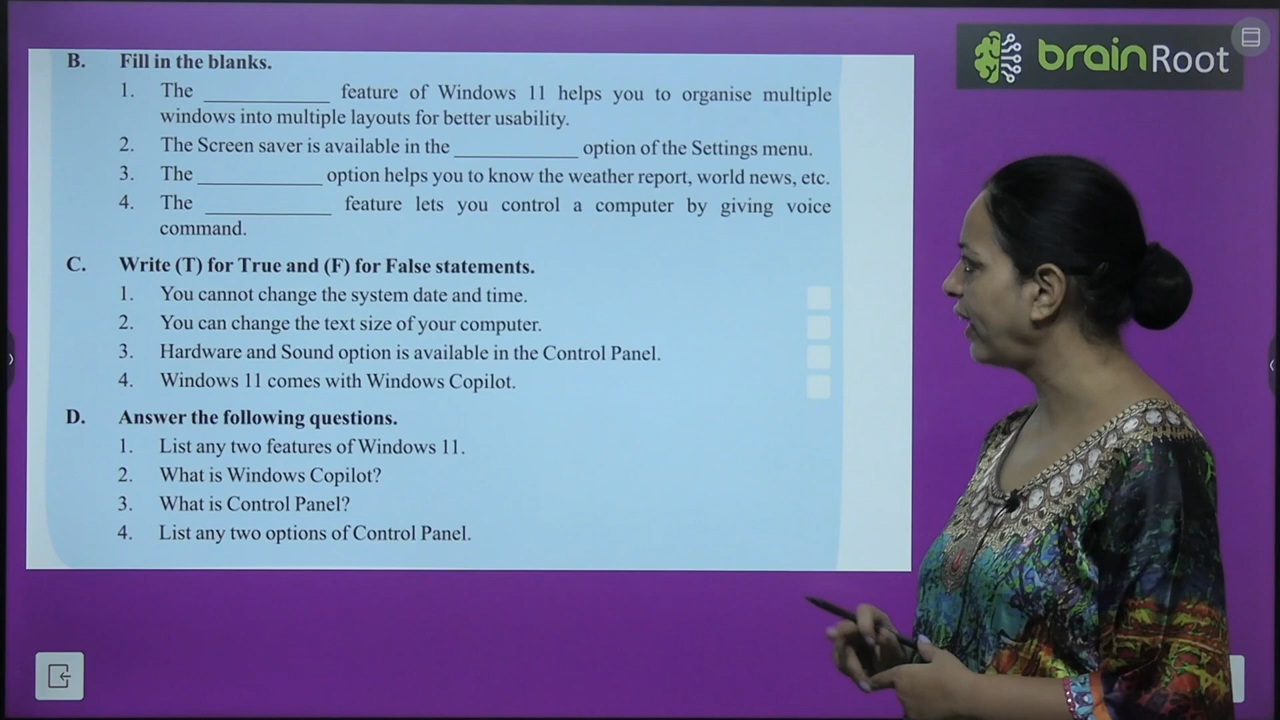 brainRoot
B. Fill in the blanks.
1. The ____________ feature of Windows 11 helps you to organise multiple
windows into multiple layouts for better usability.
2. The Screen saver is available in the ____________ option of the Settings menu.
3. The ____________ option helps you to know the weather report, world news, etc.
4. The ____________ feature lets you control a computer by giving voice
command.
C. Write (T) for True and (F) for False statements.
1. You cannot change the system date and time.
2. You can change the text size of your computer.
3. Hardware and Sound option is available in the Control Panel.
4. Windows 11 comes with Windows Copilot.
D. Answer the following questions.
1. List any two features of Windows 11.
2. What is Windows Copilot?
3. What is Control Panel?
4. List any two options of Control Panel.